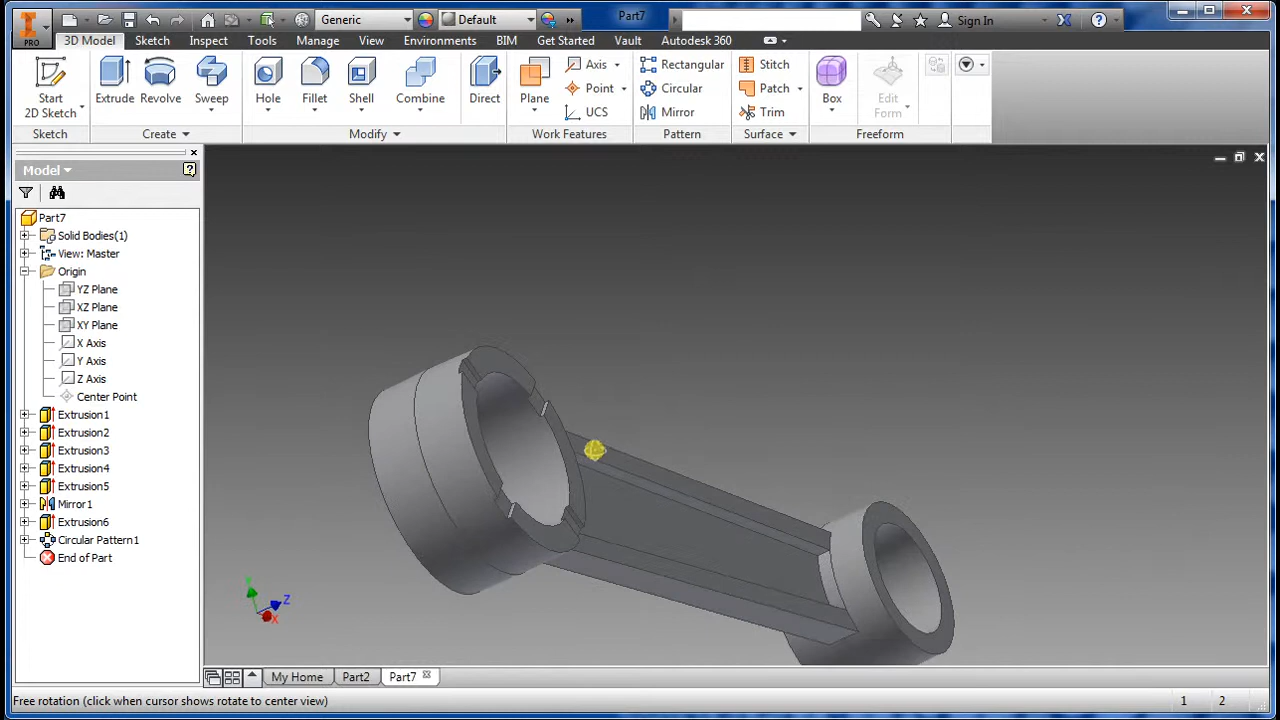 Generic
Default
Part7
Sign In
PRO
3D Model Sketch Inspect Tools Manage View Environments BIM Get Started Vault Autodesk 360
Start
2D Sketch
Extrude Revolve Sweep
Hole Fillet Shell Combine
Direct
Plane
Axis
Point
UCS
Rectangular
Circular
Mirror
Stitch
Patch
Trim
Box
Edit
Form
Sketch Create Modify Work Features Pattern Surface Freeform
Model
Part7
Solid Bodies(1)
View: Master
Origin
YZ Plane
XZ Plane
XY Plane
X Axis
Y Axis
Z Axis
Center Point
Extrusion1
Extrusion2
Extrusion3
Extrusion4
Extrusion5
Mirror1
Extrusion6
Circular Pattern1
End of Part
Y
Z
X
My Home Part2 Part7
Free rotation (click when cursor shows rotate to center view) 1 2